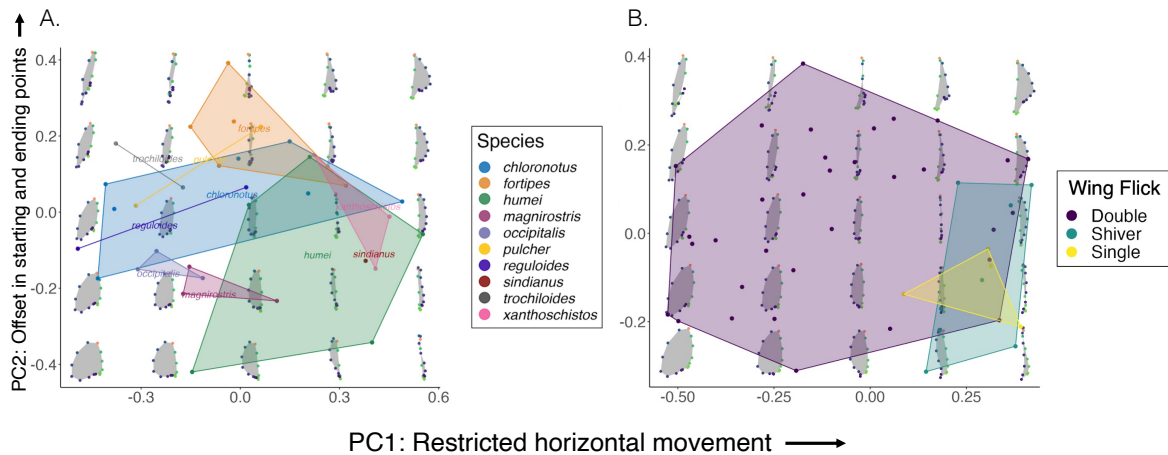 A.
B.
PC2: Offset in starting and ending points
0.4
0.2
0.0
-0.2
-0.4
-0.3
0.0
0.3
0.6
fortipes
trochiloides
chloronotus
reguloides
humei
sindianus
occipitalis
magnirostris
Species
chloronotus
fortipes
humei
magnirostris
occipitalis
pulcher
reguloides
sindianus
trochiloides
xanthoschistos
0.4
0.2
0.0
-0.2
-0.50
-0.25
0.00
0.25
Wing Flick
Double
Shiver
Single
PC1: Restricted horizontal movement